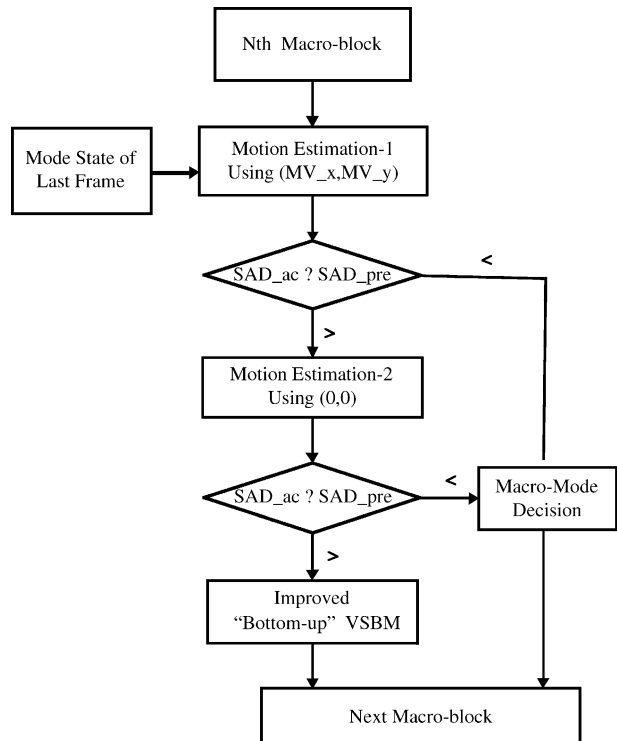 Nth Macro-block
Mode State of
Last Frame
Motion Estimation-1
Using (MV_x,MV_y)
SAD_ac ? SAD_pre
<
>
Motion Estimation-2
Using (0,0)
SAD_ac ? SAD_pre
<
Macro-Mode
Decision
>
Improved
“Bottom-up” VSBM
Next Macro-block